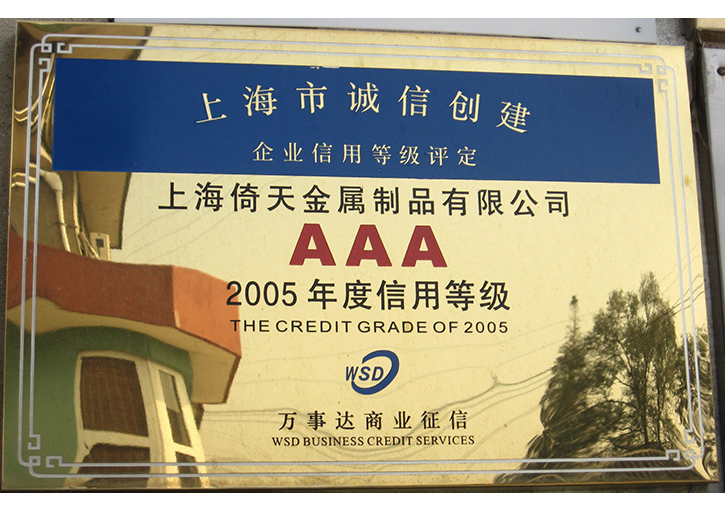 上海市诚信创建
企业信用等级评定
上海倚天金属制品有限公司
AAA
2005年度信用等级
THE CREDIT GRADE OF 2005
WSD
万事达商业征信
WSD BUSINESS CREDIT SERVICES